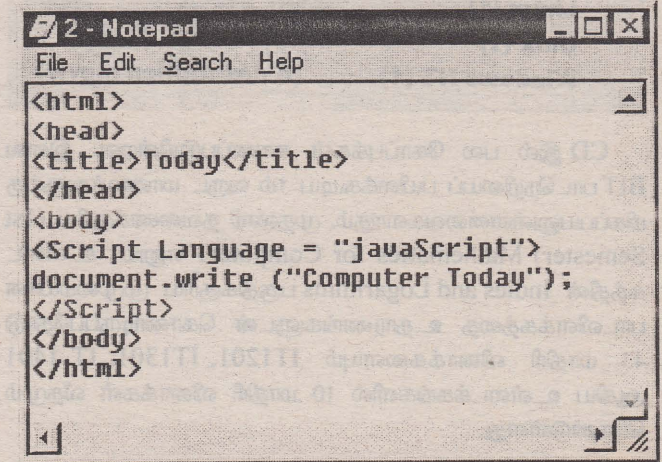 2 - Notepad
File Edit Search Help
<html>
<head>
<title>Today</title>
</head>
<body>
<Script Language = "javaScript">
document.write ("Computer Today");
</Script>
</body>
</html>